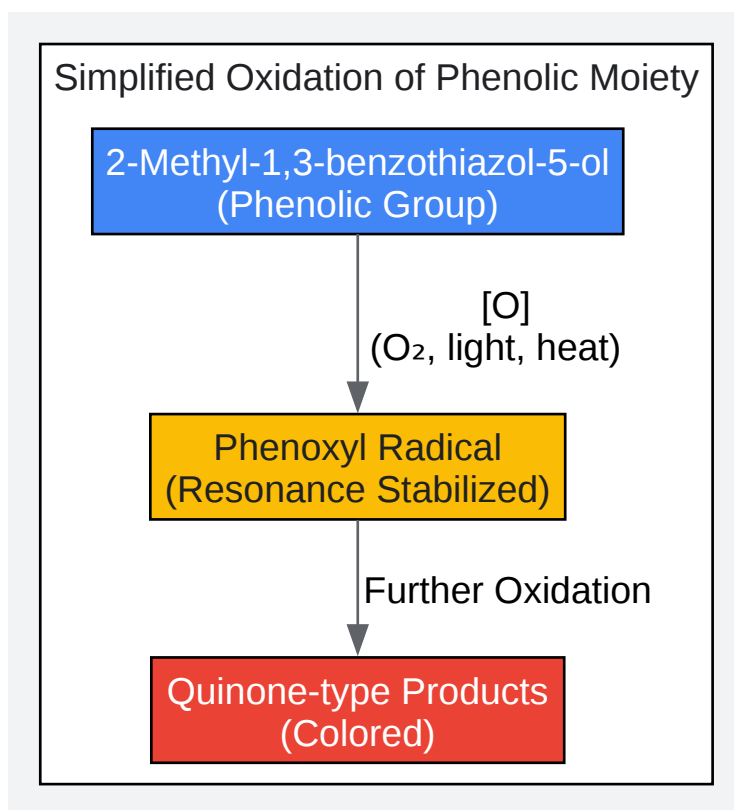 Simplified Oxidation of Phenolic Moiety
2-Methyl-1,3-benzothiazol-5-ol
(Phenolic Group)
[O]
(O₂, light, heat)
Phenoxyl Radical
(Resonance Stabilized)
Further Oxidation
Quinone-type Products
(Colored)